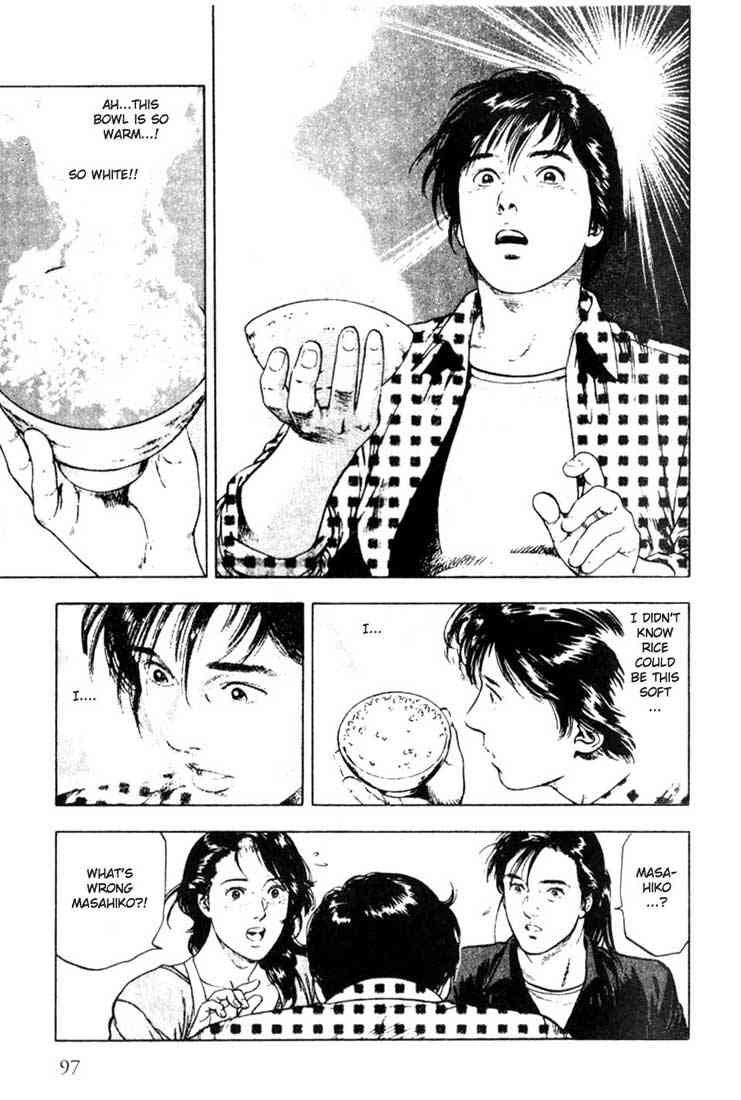 AH...THIS
BOWL IS SO
WARM...!
SO WHITE!!
I DIDN'T
KNOW
RICE
COULD
BE THIS
SOFT
...
I...
I....
MASA-
HIKO
...?
WHAT'S
WRONG
MASAHIKO?!
97